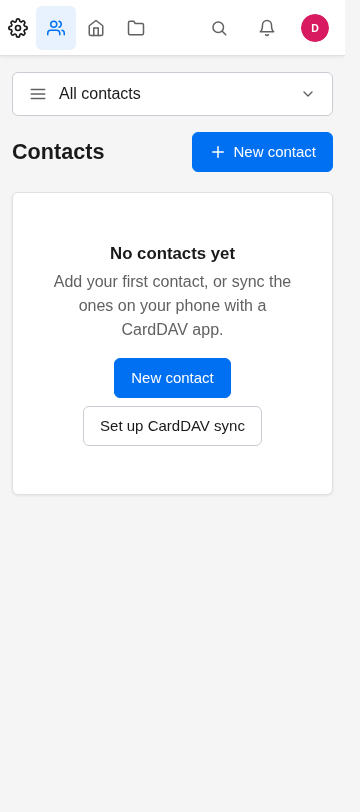 D
All contacts
Contacts
New contact
No contacts yet
Add your first contact, or sync the
ones on your phone with a
CardDAV app.
New contact
Set up CardDAV sync